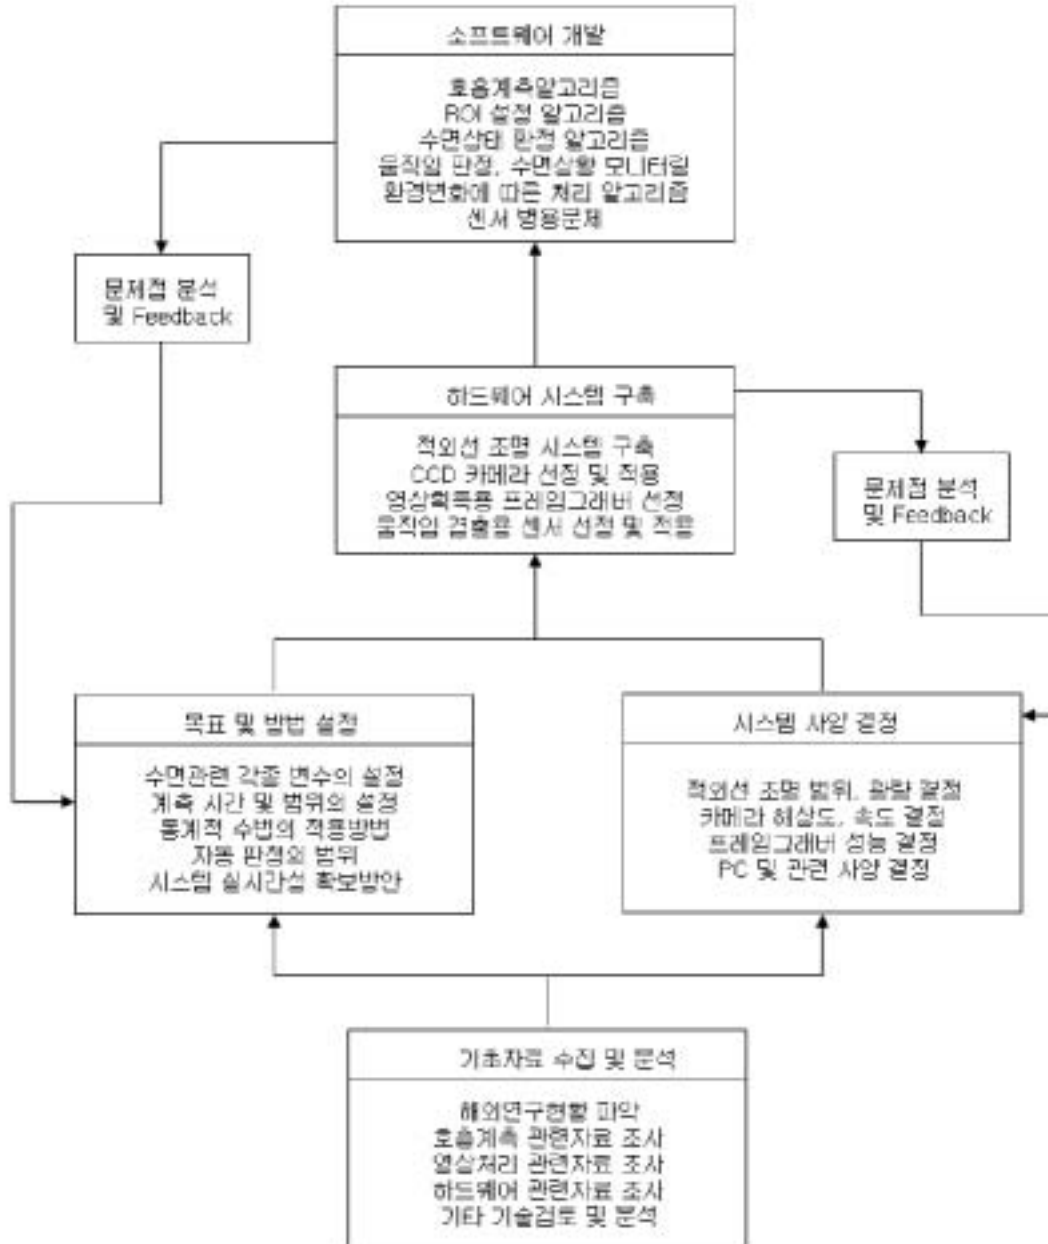 소프트웨어 개발
호흡계측알고리즘
ROI 설정 알고리즘
수면상태 판정 알고리즘
움직임 판정, 수면상황 모니터링
환경변화에 따른 처리 알고리즘
센서 병용문제
문제점 분석
및 Feedback
하드웨어 시스템 구축
적외선 조명 시스템 구축
CCD 카메라 선정 및 적용
영상획득용 프레임그래버 선정
움직임 검출용 센서 선정 및 적용
문제점 분석
및 Feedback
목표 및 방법 설정
수면관련 각종 변수의 설정
계측 시간 및 범위의 설정
통계적 수법의 적용방법
자동 판정의 범위
시스템 실시간성 확보방안
시스템 사양 결정
적외선 조명 범위, 광량 결정
카메라 해상도, 속도 결정
프레임그래버 성능 결정
PC 및 관련 사양 결정
기초자료 수집 및 분석
해외연구현황 파악
호흡계측 관련자료 조사
영상처리 관련자료 조사
하드웨어 관련자료 조사
기타 기술검토 및 분석